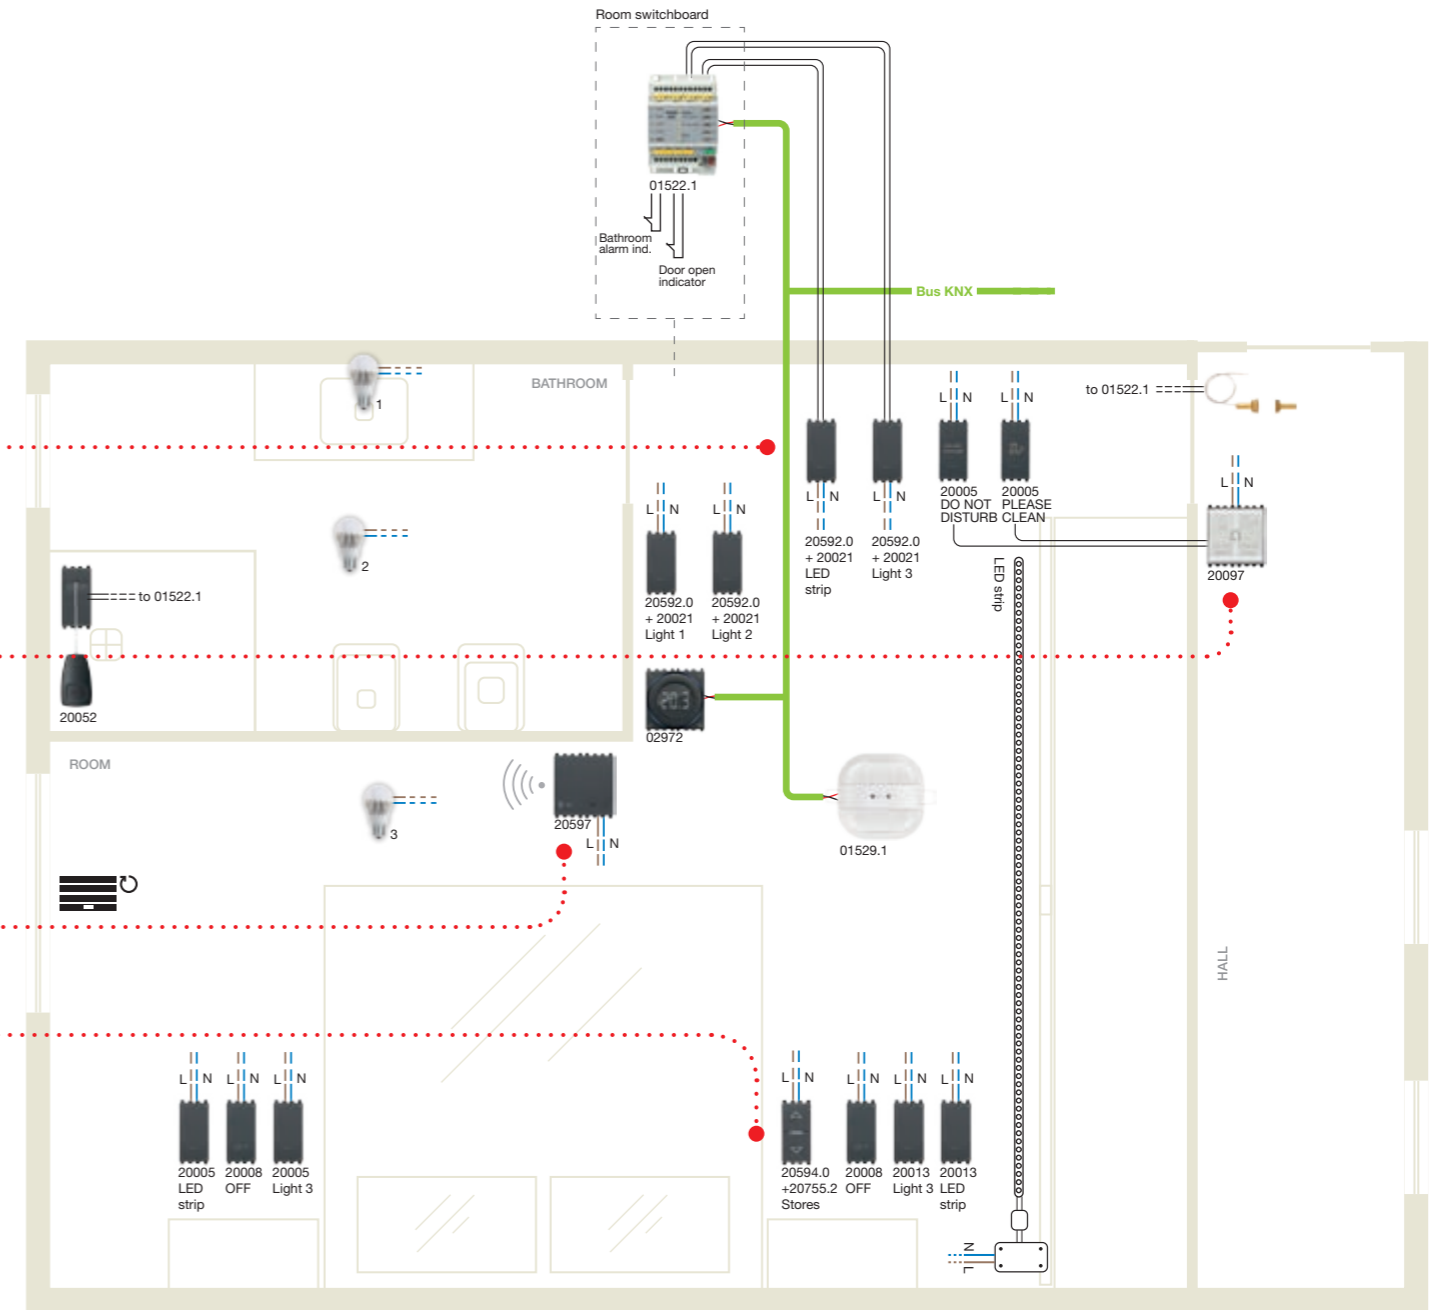 Room switchboard
01522.1
Bathroom
alarm ind.
Door open
indicator
Bus KNX
BATHROOM
1
to 01522.1
L N
L N
20005
DO NOT
DISTURB
20005
PLEASE
CLEAN
L N
20592.0
+ 20021
LED
strip
L N
20592.0
+ 20021
Light 3
L N
20097
2
to 01522.1
20052
L N
20592.0
+ 20021
Light 1
L N
20592.0
+ 20021
Light 2
LED strip
20.3
02972
ROOM
3
20597
L N
01529.1
HALL
L N
20005
LED
strip
L N
20008
OFF
L N
20005
Light 3
L N
20594.0
+20755.2
Stores
L N
20008
OFF
L N
20013
Light 3
L N
20013
LED
strip
N
L